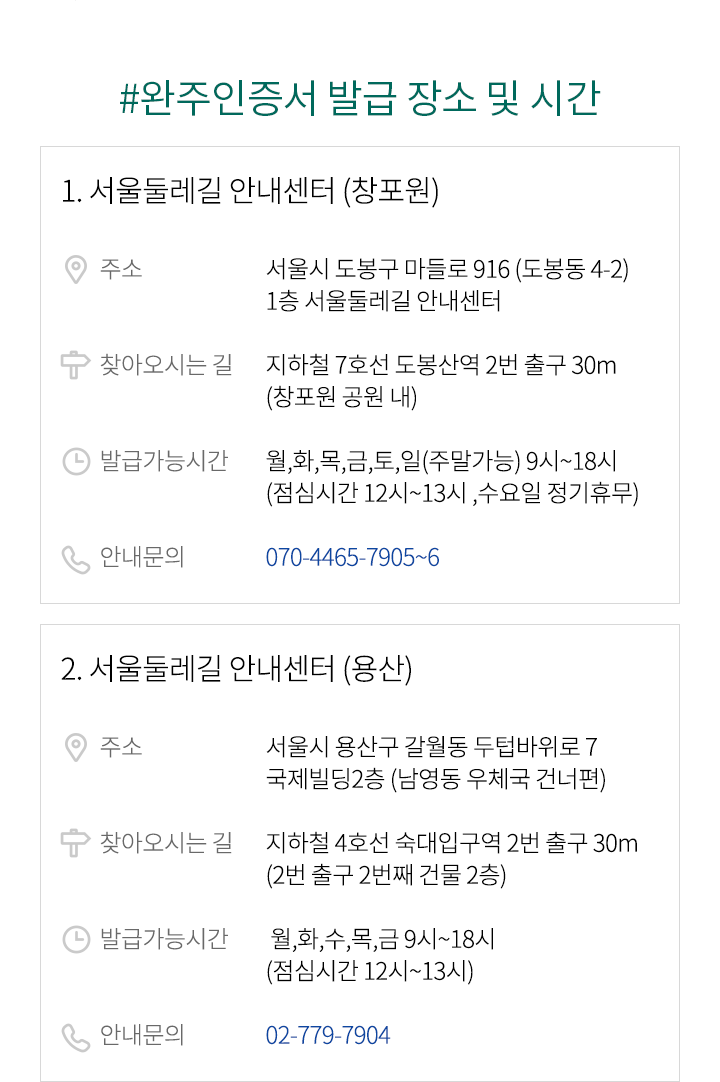 #완주인증서 발급 장소 및 시간
1. 서울둘레길 안내센터 (창포원)
주소
서울시 도봉구 마들로 916 (도봉동 4-2)
1층 서울둘레길 안내센터
찾아오시는 길
지하철 7호선 도봉산역 2번 출구 30m
(창포원 공원 내)
발급가능시간
월,화,목,금,토,일(주말가능) 9시~18시
(점심시간 12시~13시 ,수요일 정기휴무)
안내문의
070-4465-7905~6
2. 서울둘레길 안내센터 (용산)
주소
서울시 용산구 갈월동 두텁바위로 7
국제빌딩2층 (남영동 우체국 건너편)
찾아오시는 길
지하철 4호선 숙대입구역 2번 출구 30m
(2번 출구 2번째 건물 2층)
발급가능시간
월,화,수,목,금 9시~18시
(점심시간 12시~13시)
안내문의
02-779-7904